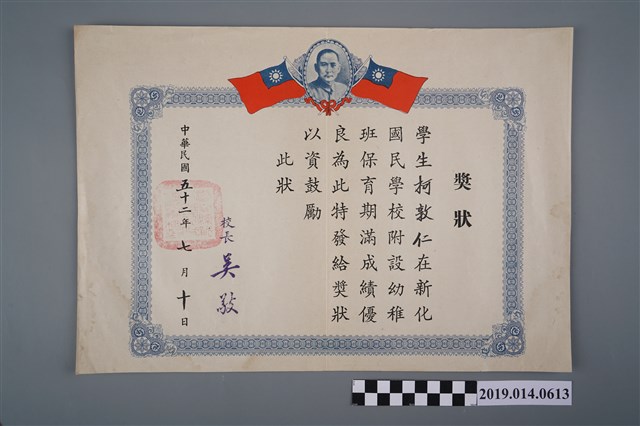 獎狀
學生柯敦仁在新化
國民學校附設幼稚
班保育期滿成績優
良為此特發給獎狀
以資鼓勵
此狀
校長 吳敬
中華民國五十二年七月十日
2019.014.0613